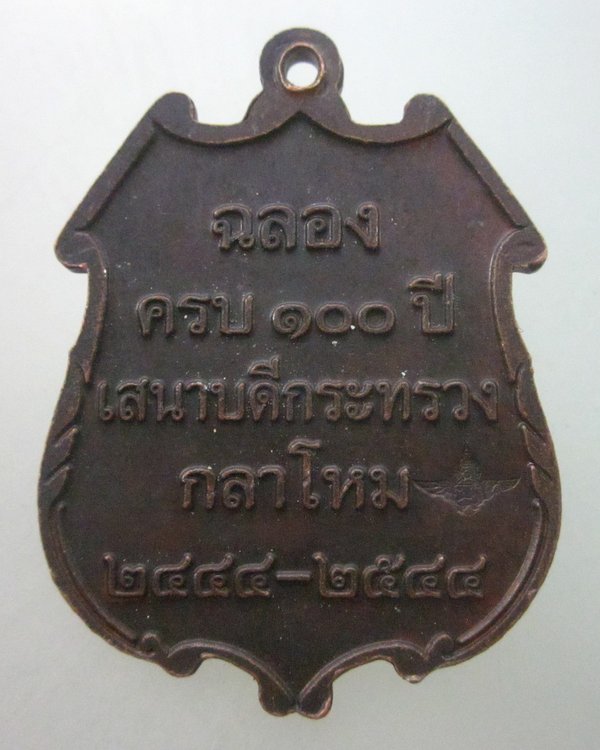 ฉลอง
ครบ ๑๐๐ ปี
เสนาบดีกระทรวง
กลาโหม
๒๔๔๔-๒๕๔๔